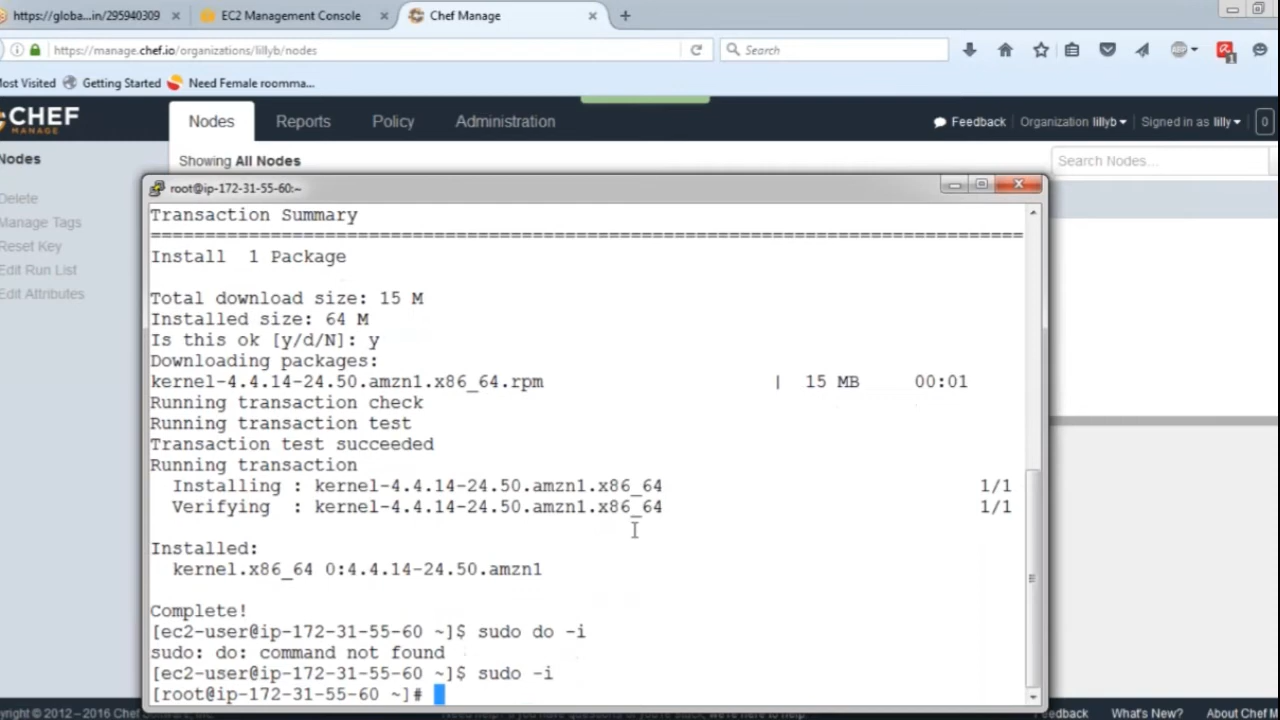 https://globa...in/295940309 × EC2 Management Console × Chef Manage × +
https://manage.chef.io/organizations/lillyb/nodes Search
ost Visited Getting Started Need Female roomma...
CHEF
MANAGE
Nodes Reports Policy Administration Feedback Organization lillyb Signed in as lilly 0
Nodes Showing All Nodes Search Nodes...
Delete
Manage Tags
Reset Key
Edit Run List
Edit Attributes
root@ip-172-31-55-60:~
Transaction Summary
================================================================================
Install  1 Package
Total download size: 15 M
Installed size: 64 M
Is this ok [y/d/N]: y
Downloading packages:
kernel-4.4.14-24.50.amzn1.x86_64.rpm | 15 MB 00:01
Running transaction check
Running transaction test
Transaction test succeeded
Running transaction
Installing : kernel-4.4.14-24.50.amzn1.x86_64 1/1
Verifying : kernel-4.4.14-24.50.amzn1.x86_64 1/1
Installed:
kernel.x86_64 0:4.4.14-24.50.amzn1
Complete!
[ec2-user@ip-172-31-55-60 ~]$ sudo do -i
sudo: do: command not found
[ec2-user@ip-172-31-55-60 ~]$ sudo -i
[root@ip-172-31-55-60 ~]#
right © 2012 – 2016 Chef Feedback What's New? About Chef M